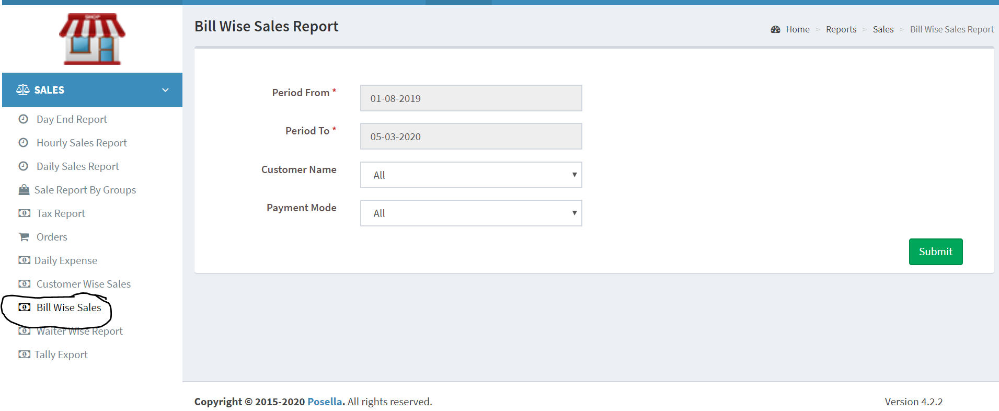 SHOP
Bill Wise Sales Report
Home > Reports > Sales > Bill Wise Sales Report
SALES
Day End Report
Hourly Sales Report
Daily Sales Report
Sale Report By Groups
Tax Report
Orders
Daily Expense
Customer Wise Sales
Bill Wise Sales
Waiter Wise Report
Tally Export
Period From *
01-08-2019
Period To *
05-03-2020
Customer Name
All
Payment Mode
All
Submit
Copyright © 2015-2020 Posella. All rights reserved.
Version 4.2.2